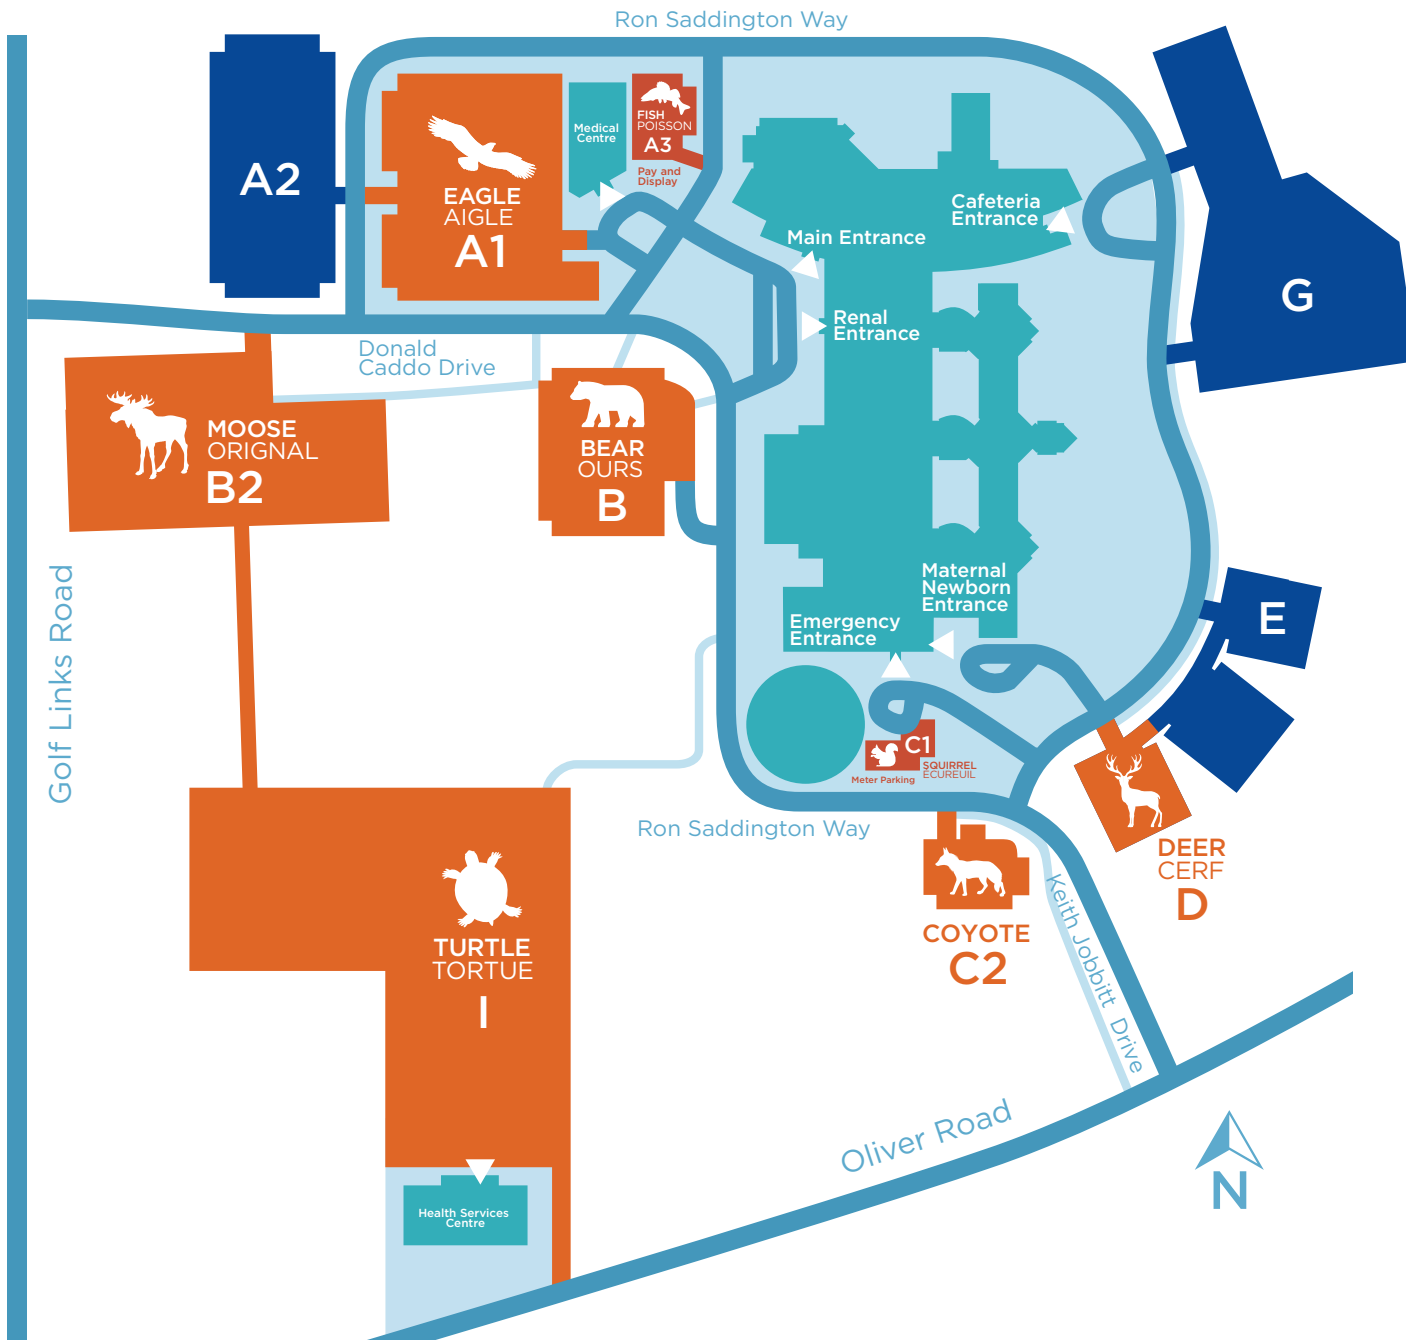 Ron Saddington Way
A2
EAGLE
AIGLE
A1
Medical
Centre
FISH
POISSON
A3
Pay and
Display
Main Entrance
Cafeteria
Entrance
Renal
Entrance
G
Donald
Caddo Drive
MOOSE
ORIGNAL
B2
BEAR
OURS
B
Golf Links Road
Maternal
Newborn
Entrance
Emergency
Entrance
E
C1
SQUIRREL
ÉCUREUIL
Meter Parking
Ron Saddington Way
DEER
CERF
D
COYOTE
C2
Keith Jobbitt Drive
TURTLE
TORTUE
I
Oliver Road
N
Health Services
Centre